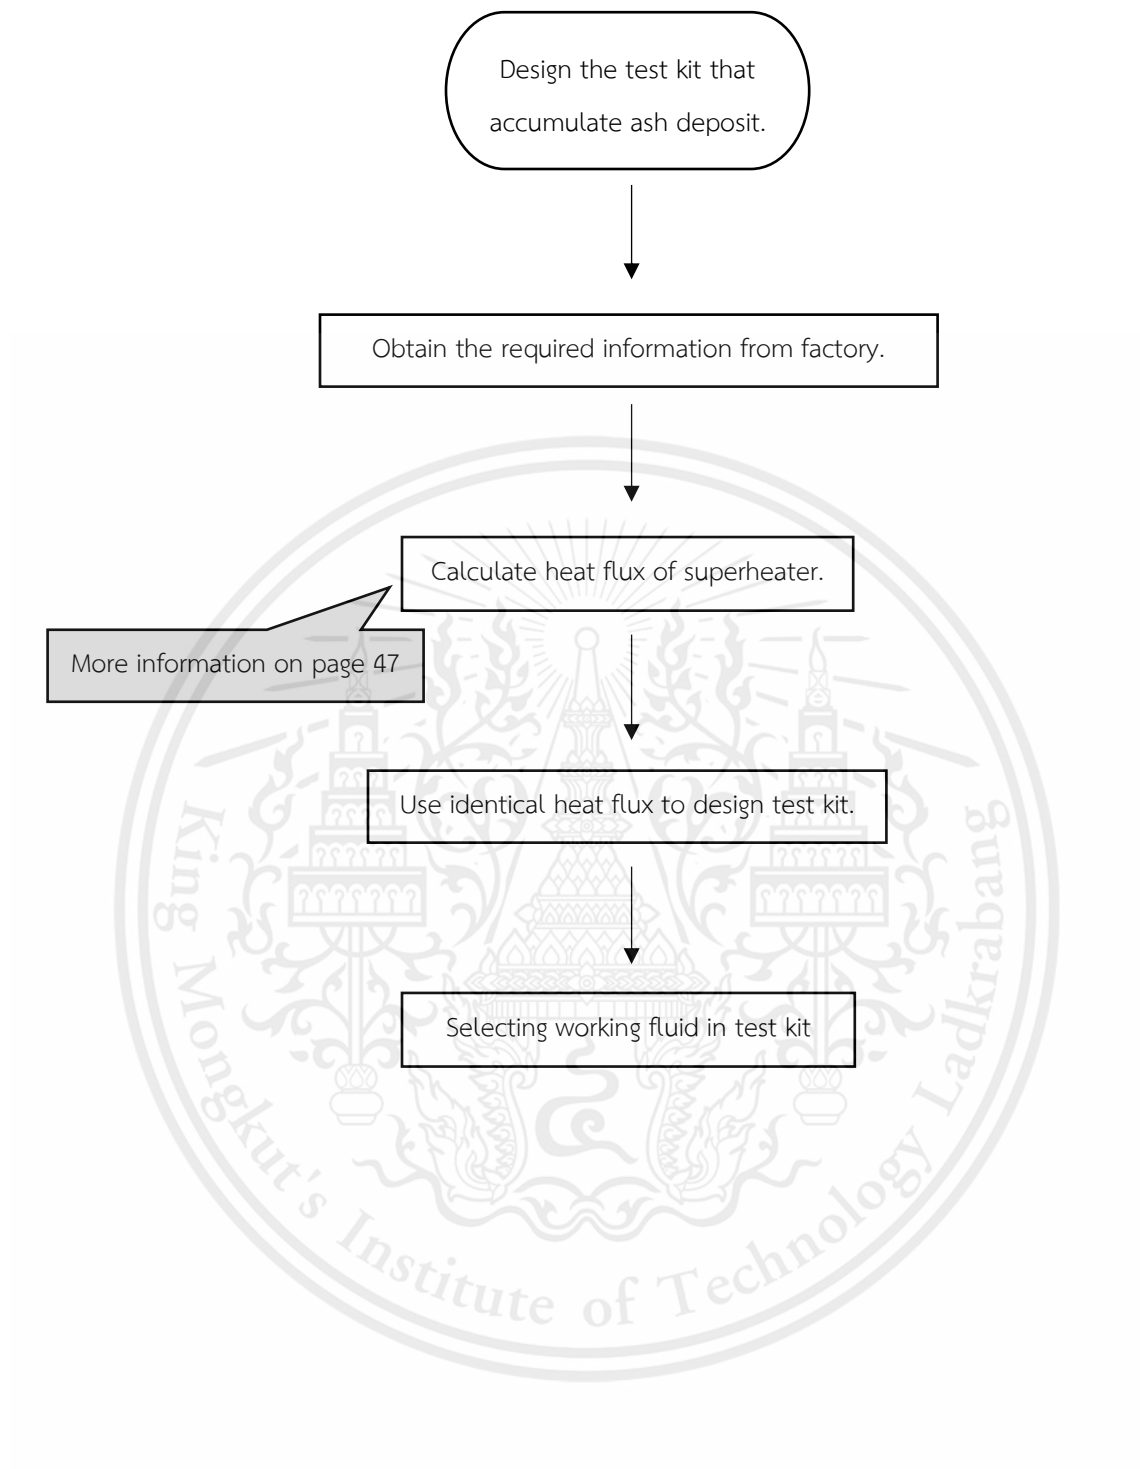 Design the test kit that
accumulate ash deposit.
Obtain the required information from factory.
Calculate heat flux of superheater.
More information on page 47
Use identical heat flux to design test kit.
Selecting working fluid in test kit
King Mongkut's Institute of Technology Ladkrabang